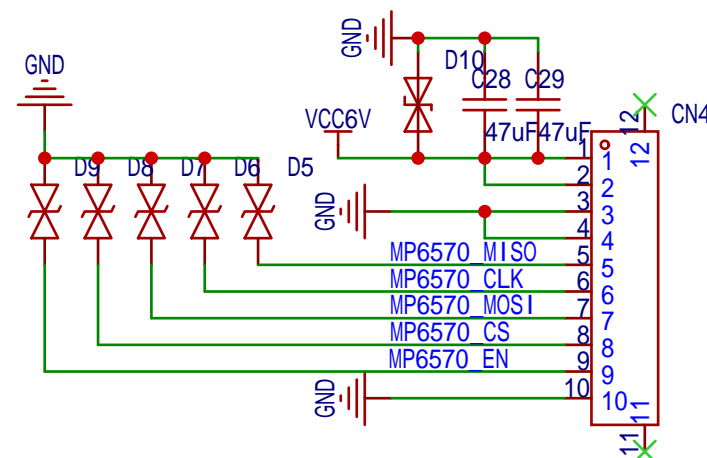 GND
GND
D10
C28
C29
VCC6V
47uF
47uF
CN4
12
12
1
1
D9
D8
D7
D6
D5
2
2
GND
3
3
4
4
MP6570_MISO
5
5
MP6570_CLK
6
6
MP6570_MOSI
7
7
MP6570_CS
8
8
MP6570_EN
9
9
GND
10
10
11
11